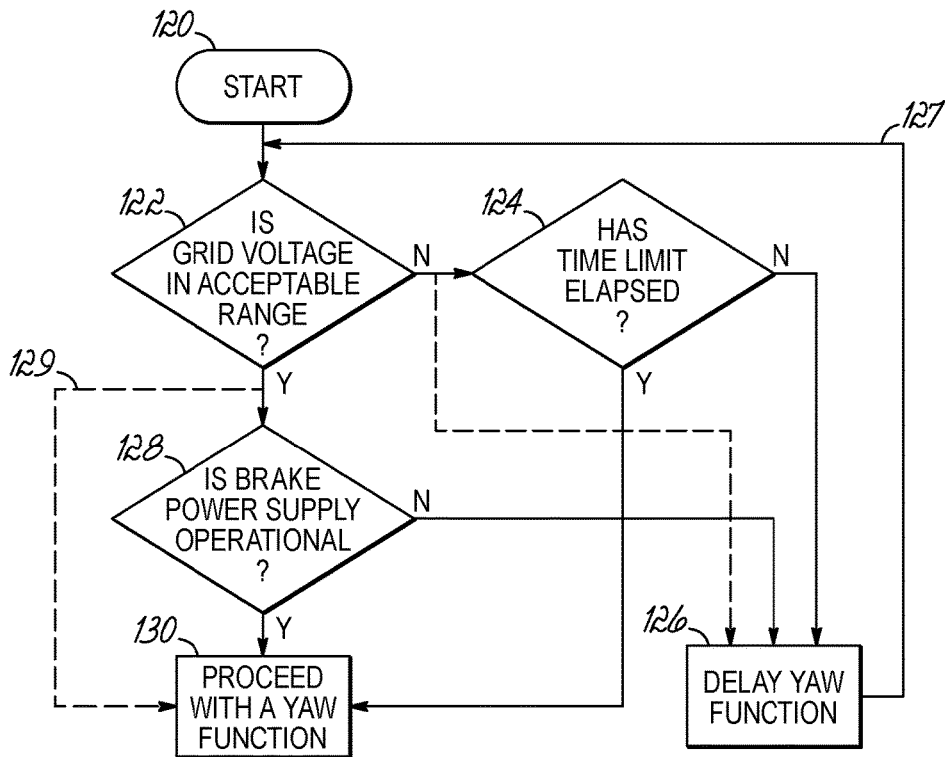 120
START
127
122
IS
GRID VOLTAGE
IN ACCEPTABLE
RANGE
?
N
Y
124
HAS
TIME LIMIT
ELAPSED
?
N
Y
129
128
IS BRAKE
POWER SUPPLY
OPERATIONAL
?
N
Y
130
PROCEED
WITH A YAW
FUNCTION
126
DELAY YAW
FUNCTION